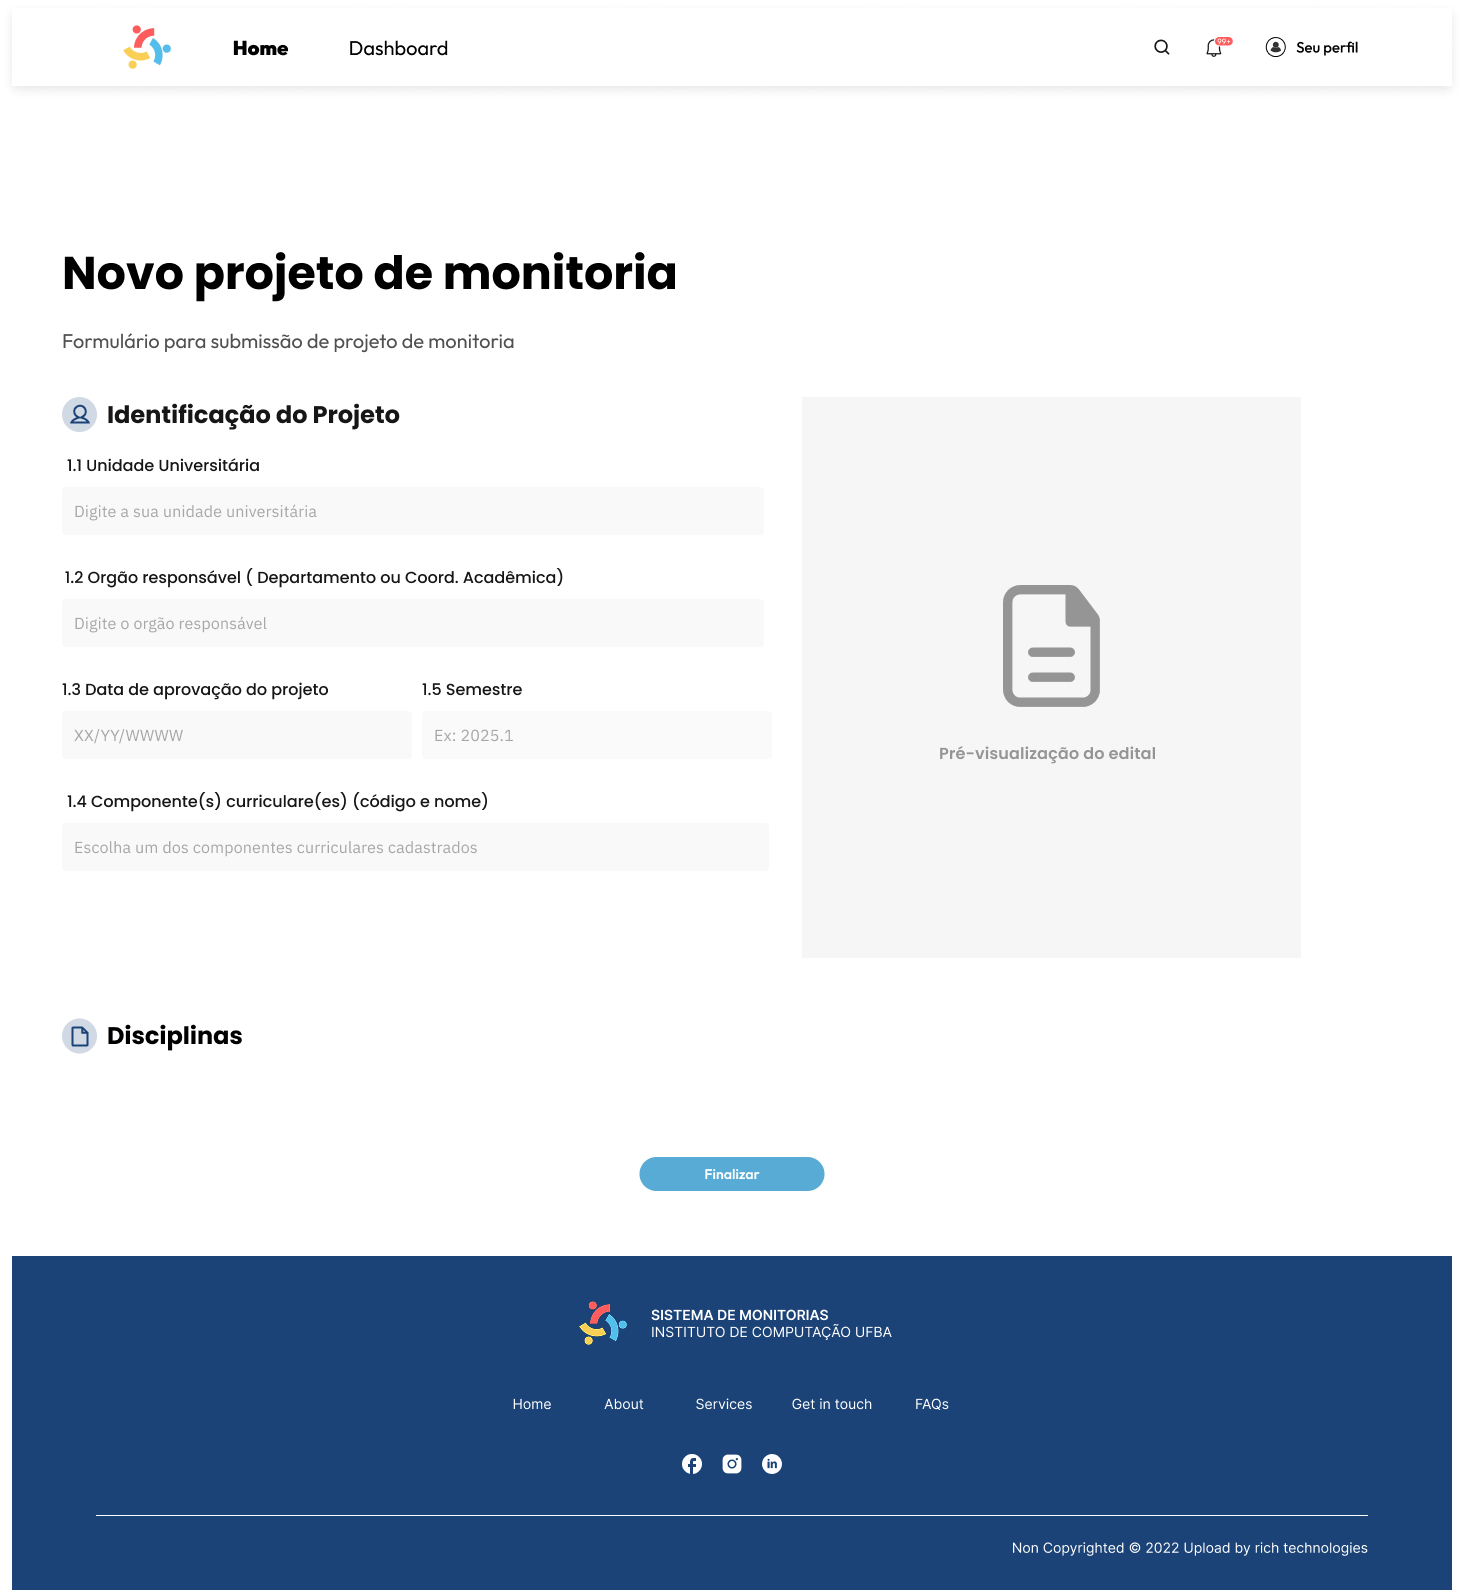 Home
Dashboard
99+
Seu perfil
Novo projeto de monitoria
Formulário para submissão de projeto de monitoria
Identificação do Projeto
1.1 Unidade Universitária
Digite a sua unidade universitária
1.2 Orgão responsável ( Departamento ou Coord. Acadêmica)
Digite o orgão responsável
1.3 Data de aprovação do projeto
1.5 Semestre
XX/YY/WWWW
Ex: 2025.1
1.4 Componente(s) curriculare(es) (código e nome)
Escolha um dos componentes curriculares cadastrados
Pré-visualização do edital
Disciplinas
Finalizar
SISTEMA DE MONITORIAS
INSTITUTO DE COMPUTAÇÃO UFBA
Home
About
Services
Get in touch
FAQs
Non Copyrighted © 2022 Upload by rich technologies